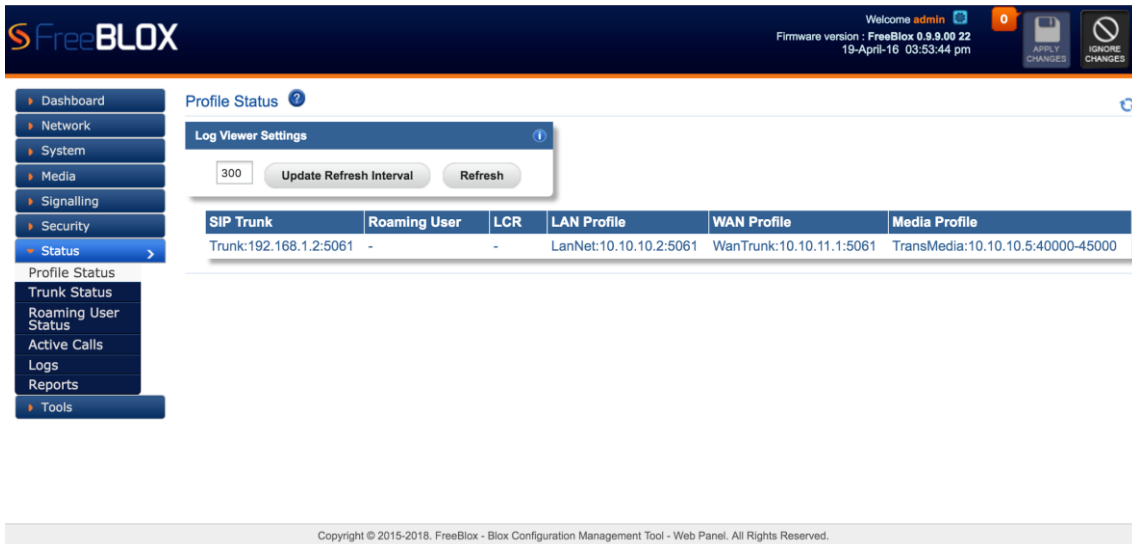 FreeBLOX
Welcome admin
Firmware version : FreeBlox 0.9.9.00 22
19-April-16 03:53:44 pm
0
APPLY
CHANGES
IGNORE
CHANGES
Dashboard
Network
System
Media
Signalling
Security
Status
Profile Status
Trunk Status
Roaming User
Status
Active Calls
Logs
Reports
Tools
Profile Status ?
Log Viewer Settings i
300 Update Refresh Interval Refresh
SIP Trunk Roaming User LCR LAN Profile WAN Profile Media Profile
Trunk:192.168.1.2:5061 - - LanNet:10.10.10.2:5061 WanTrunk:10.10.11.1:5061 TransMedia:10.10.10.5:40000-45000
Copyright © 2015-2018. FreeBlox - Blox Configuration Management Tool - Web Panel. All Rights Reserved.